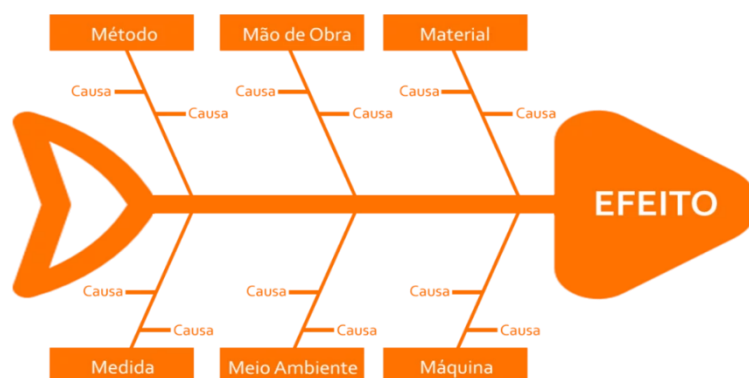 Método
Mão de Obra
Material
Causa
Causa
Causa
Causa
Causa
Causa
EFEITO
Causa
Causa
Causa
Causa
Causa
Causa
Medida
Meio Ambiente
Máquina